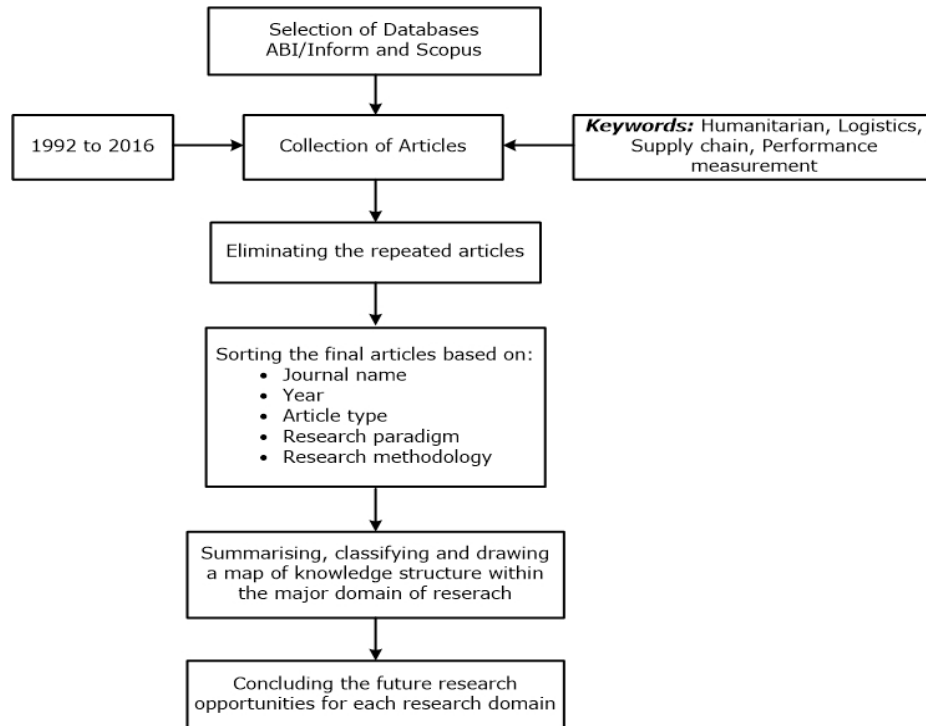 Selection of Databases
ABI/Inform and Scopus
1992 to 2016
Collection of Articles
Keywords: Humanitarian, Logistics,
Supply chain, Performance
measurement
Eliminating the repeated articles
Sorting the final articles based on:
• Journal name
• Year
• Article type
• Research paradigm
• Research methodology
Summarising, classifying and drawing
a map of knowledge structure within
the major domain of reserach
Concluding the future research
opportunities for each research domain